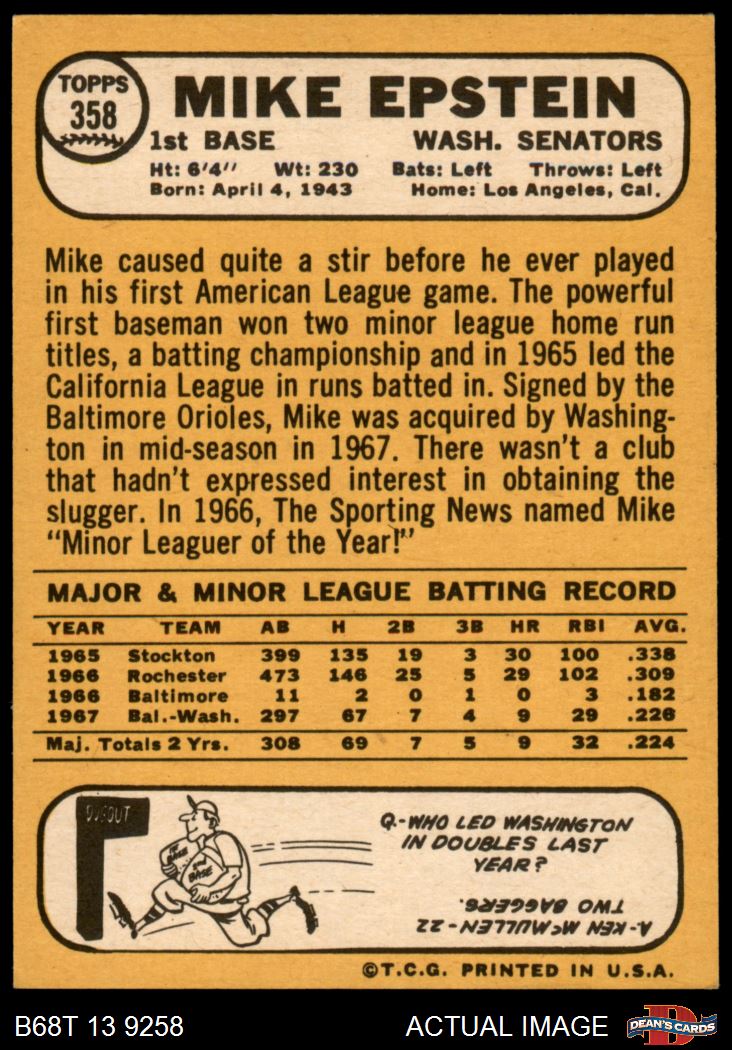 TOPPS
358
MIKE EPSTEIN
1st BASE WASH. SENATORS
Ht: 6'4'' Wt: 230 Bats: Left Throws: Left
Born: April 4, 1943 Home: Los Angeles, Cal.
Mike caused quite a stir before he ever played
in his first American League game. The powerful
first baseman won two minor league home run
titles, a batting championship and in 1965 led the
California League in runs batted in. Signed by the
Baltimore Orioles, Mike was acquired by Washing-
ton in mid-season in 1967. There wasn't a club
that hadn't expressed interest in obtaining the
slugger. In 1966, The Sporting News named Mike
"Minor Leaguer of the Year!"
MAJOR & MINOR LEAGUE BATTING RECORD
YEAR TEAM AB H 2B 3B HR RBI AVG.
1965 Stockton 399 135 19 3 30 100 .338
1966 Rochester 473 146 25 5 29 102 .309
1966 Baltimore 11 2 0 1 0 3 .182
1967 Bal.-Wash. 297 67 7 4 9 29 .226
Maj. Totals 2 Yrs. 308 69 7 5 9 32 .224
DUGOUT
1st BASE
2nd BASE
Q.-WHO LED WASHINGTON
IN DOUBLES LAST
YEAR?
A-KEN McMULLEN-22
TWO BAGGERS.
©T.C.G. PRINTED IN U.S.A.
B68T 13 9258 ACTUAL IMAGE
D
DEAN'S CARDS